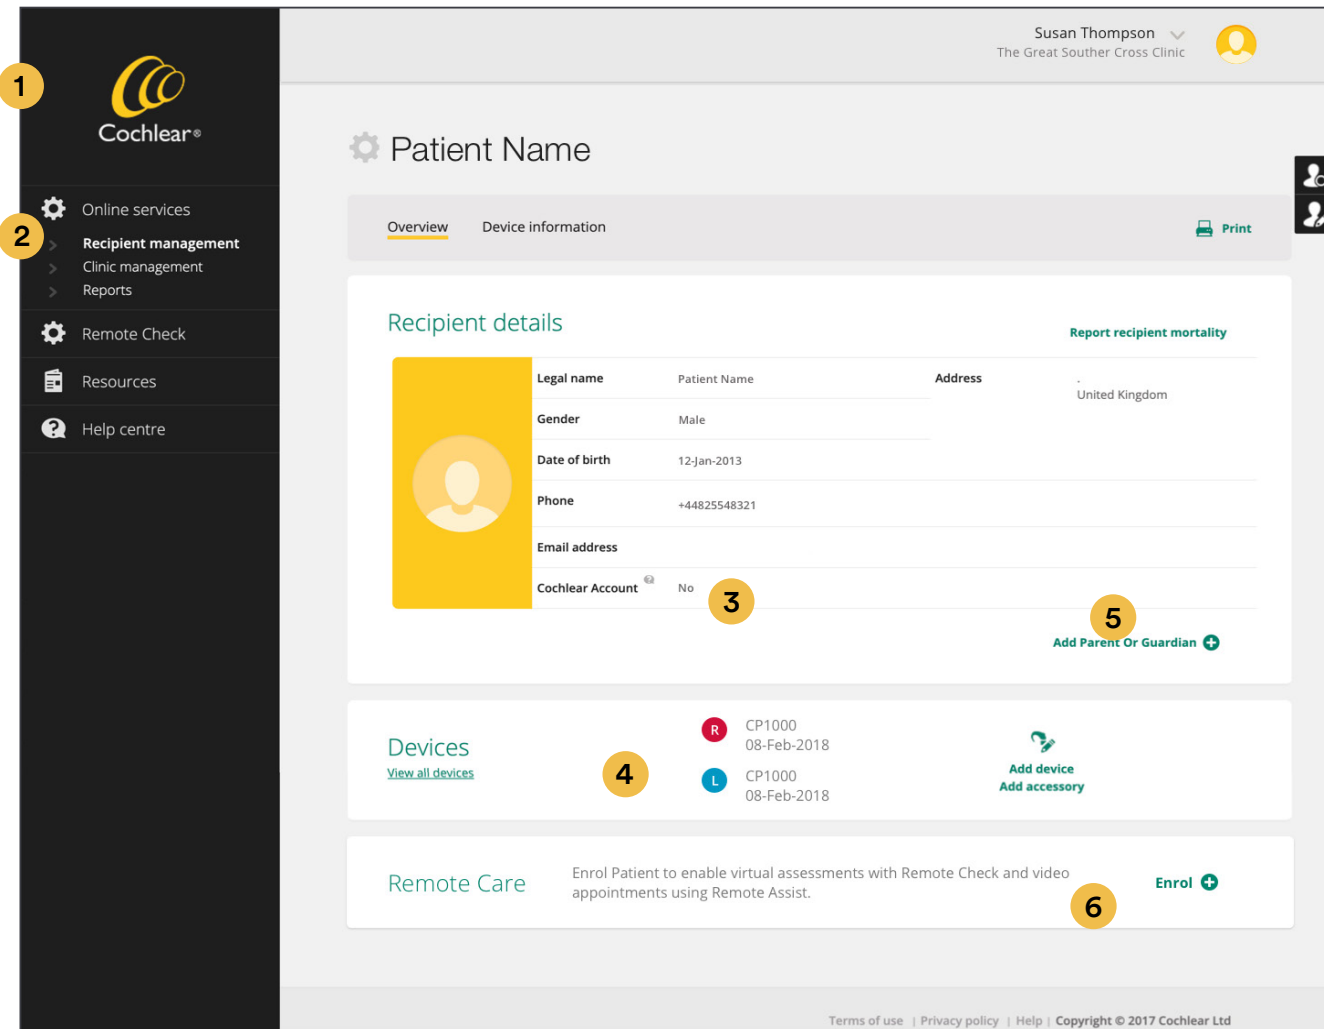 Susan Thompson
The Great Souther Cross Clinic
1
Cochlear®
Patient Name
Online services
2
Recipient management
Clinic management
Reports
Remote Check
Resources
Help centre
Overview Device information Print
Recipient details
Report recipient mortality
Legal name Patient Name Address .
United Kingdom
Gender Male
Date of birth 12-Jan-2013
Phone +44825548321
Email address
Cochlear Account ? No
3
5
Add Parent Or Guardian
Devices
View all devices
4
R CP1000
08-Feb-2018
L CP1000
08-Feb-2018
Add device
Add accessory
Remote Care
Enrol Patient to enable virtual assessments with Remote Check and video
appointments using Remote Assist.
6
Enrol
Terms of use | Privacy policy | Help | Copyright © 2017 Cochlear Ltd